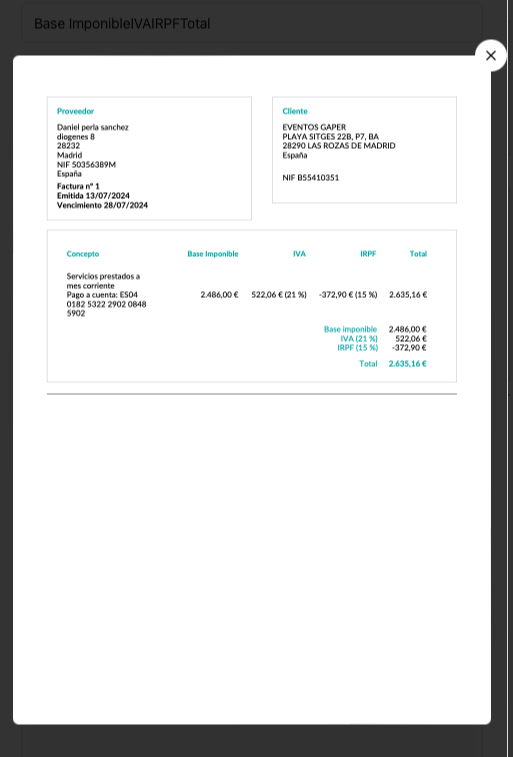 Base ImponibleIVAIRPFTotal
×
Proveedor
Daniel perla sanchez
diogenes 8
28232
Madrid
NIF 50356389M
España
Factura nº 1
Emitida 13/07/2024
Vencimiento 28/07/2024
Cliente
EVENTOS GAPER
PLAYA SITGES 22B, P7, BA
28290 LAS ROZAS DE MADRID
España
NIF B55410351
Concepto Base Imponible IVA IRPF Total
Servicios prestados a
mes corriente
Pago a cuenta: ES04 2.486,00 € 522,06 € (21 %) -372,90 € (15 %) 2.635,16 €
0182 5322 2902 0848
5902
Base imponible 2.486,00 €
IVA (21 %) 522,06 €
IRPF (15 %) -372,90 €
Total 2.635,16 €